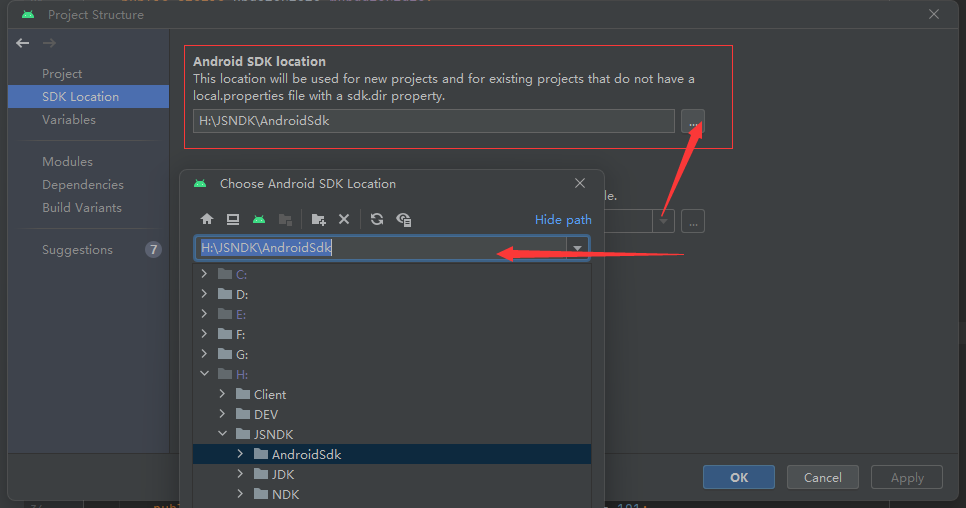 Project Structure
Project
SDK Location
Variables
Modules
Dependencies
Build Variants
Suggestions
7
Android SDK location
This location will be used for new projects and for existing projects that do not have a
local.properties file with a sdk.dir property.
H:\JSNDK\AndroidSdk
...
le.
...
Choose Android SDK Location
Hide path
H:\JSNDK\AndroidSdk
C:
D:
E:
F:
G:
H:
Client
DEV
JSNDK
AndroidSdk
JDK
NDK
OK
Cancel
Apply